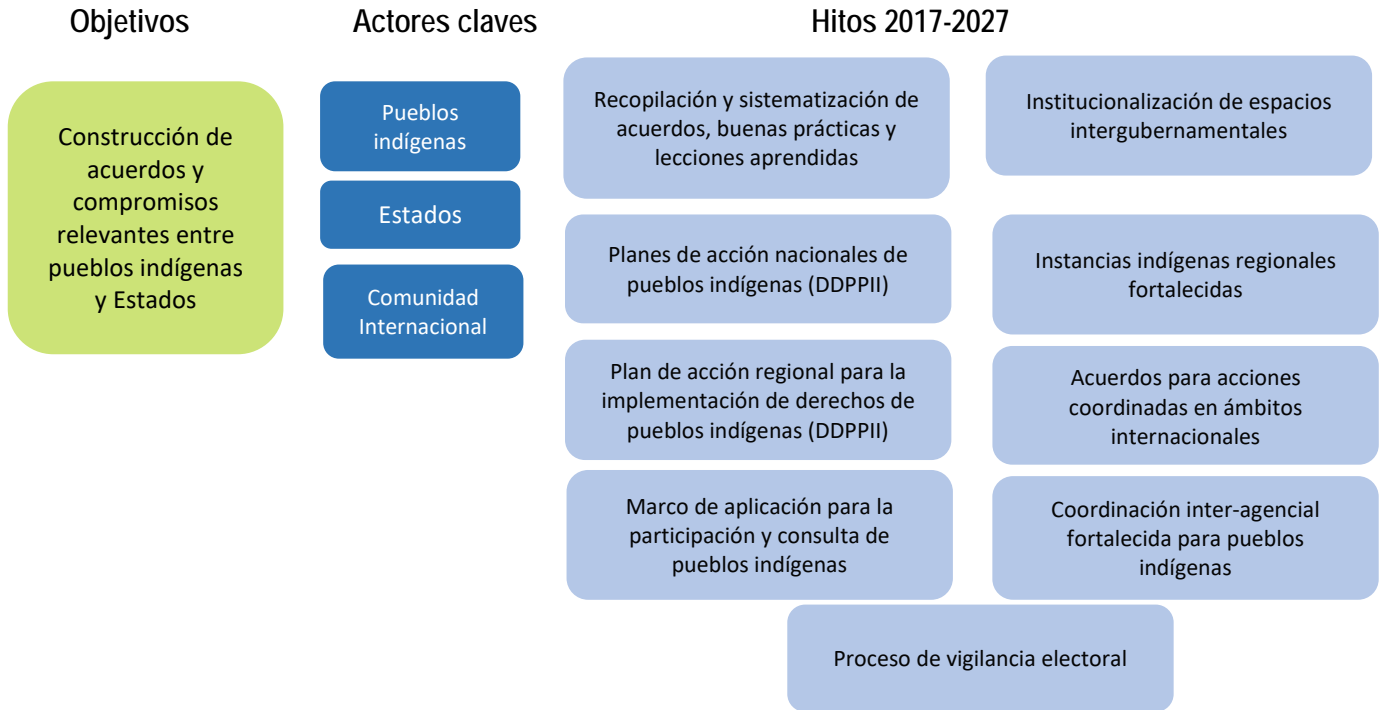 Objetivos
Actores claves
Hitos 2017-2027
Construcción de
acuerdos y
compromisos
relevantes entre
pueblos indígenas
y Estados
Pueblos
indígenas
Estados
Comunidad
Internacional
Recopilación y sistematización de
acuerdos, buenas prácticas y
lecciones aprendidas
Institucionalización de espacios
intergubernamentales
Planes de acción nacionales de
pueblos indígenas (DDPPII)
Instancias indígenas regionales
fortalecidas
Plan de acción regional para la
implementación de derechos de
pueblos indígenas (DDPPII)
Acuerdos para acciones
coordinadas en ámbitos
internacionales
Marco de aplicación para la
participación y consulta de
pueblos indígenas
Coordinación inter-agencial
fortalecida para pueblos
indígenas
Proceso de vigilancia electoral